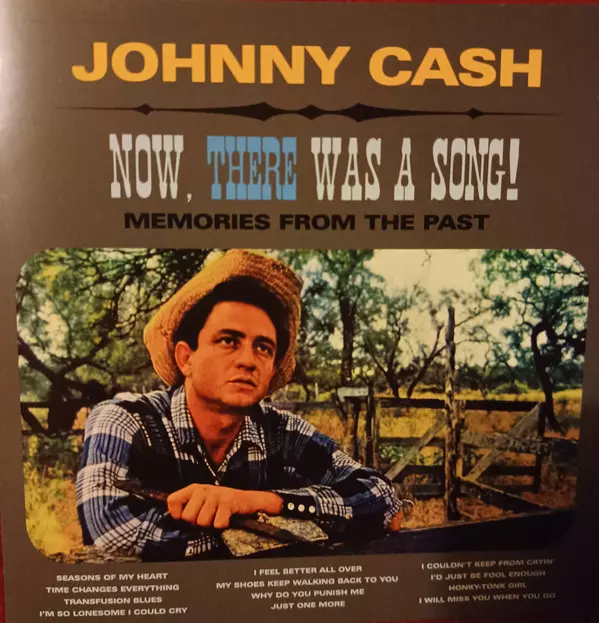 JOHNNY CASH
NOW, THERE WAS A SONG!
MEMORIES FROM THE PAST
SEASONS OF MY HEART
TIME CHANGES EVERYTHING
TRANSFUSION BLUES
I'M SO LONESOME I COULD CRY
I FEEL BETTER ALL OVER
MY SHOES KEEP WALKING BACK TO YOU
WHY DO YOU PUNISH ME
JUST ONE MORE
I COULDN'T KEEP FROM CRYIN'
I'D JUST BE FOOL ENOUGH
HONKY-TONK GIRL
I WILL MISS YOU WHEN YOU GO